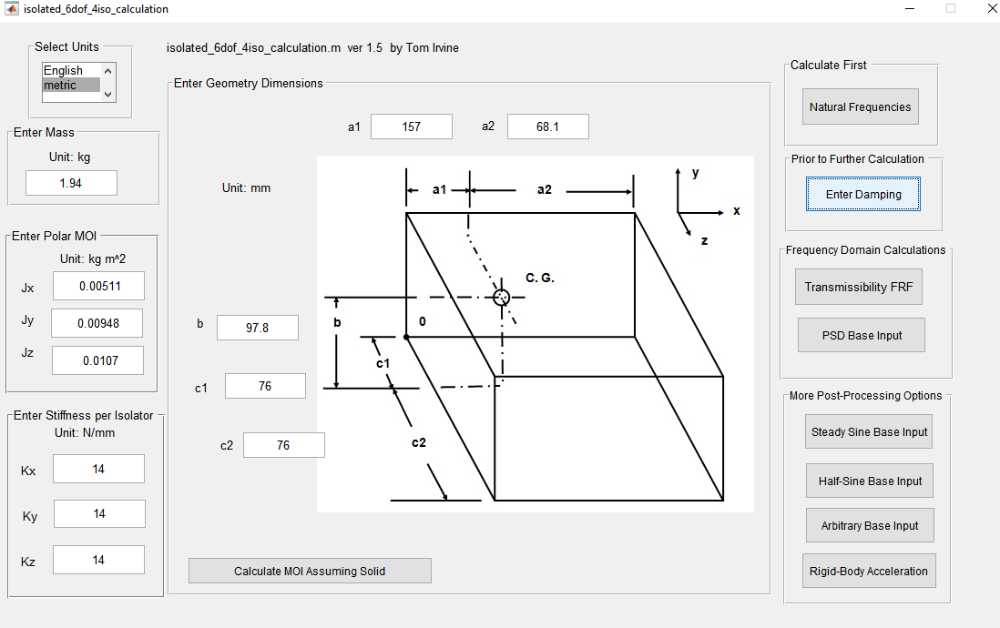 isolated_6dof_4iso_calculation
Select Units
English
metric
isolated_6dof_4iso_calculation.m ver 1.5 by Tom Irvine
Enter Mass
Unit: kg
1.94
Enter Polar MOI
Unit: kg m^2
Jx
0.00511
Jy
0.00948
Jz
0.0107
Enter Stiffness per Isolator
Unit: N/mm
Kx
14
Ky
14
Kz
14
Enter Geometry Dimensions
a1
157
a2
68.1
Unit: mm
b
97.8
c1
76
c2
76
a1
a2
y
x
z
C. G.
b
0
c1
c2
Calculate MOI Assuming Solid
Calculate First
Natural Frequencies
Prior to Further Calculation
Enter Damping
Frequency Domain Calculations
Transmissibility FRF
PSD Base Input
More Post-Processing Options
Steady Sine Base Input
Half-Sine Base Input
Arbitrary Base Input
Rigid-Body Acceleration